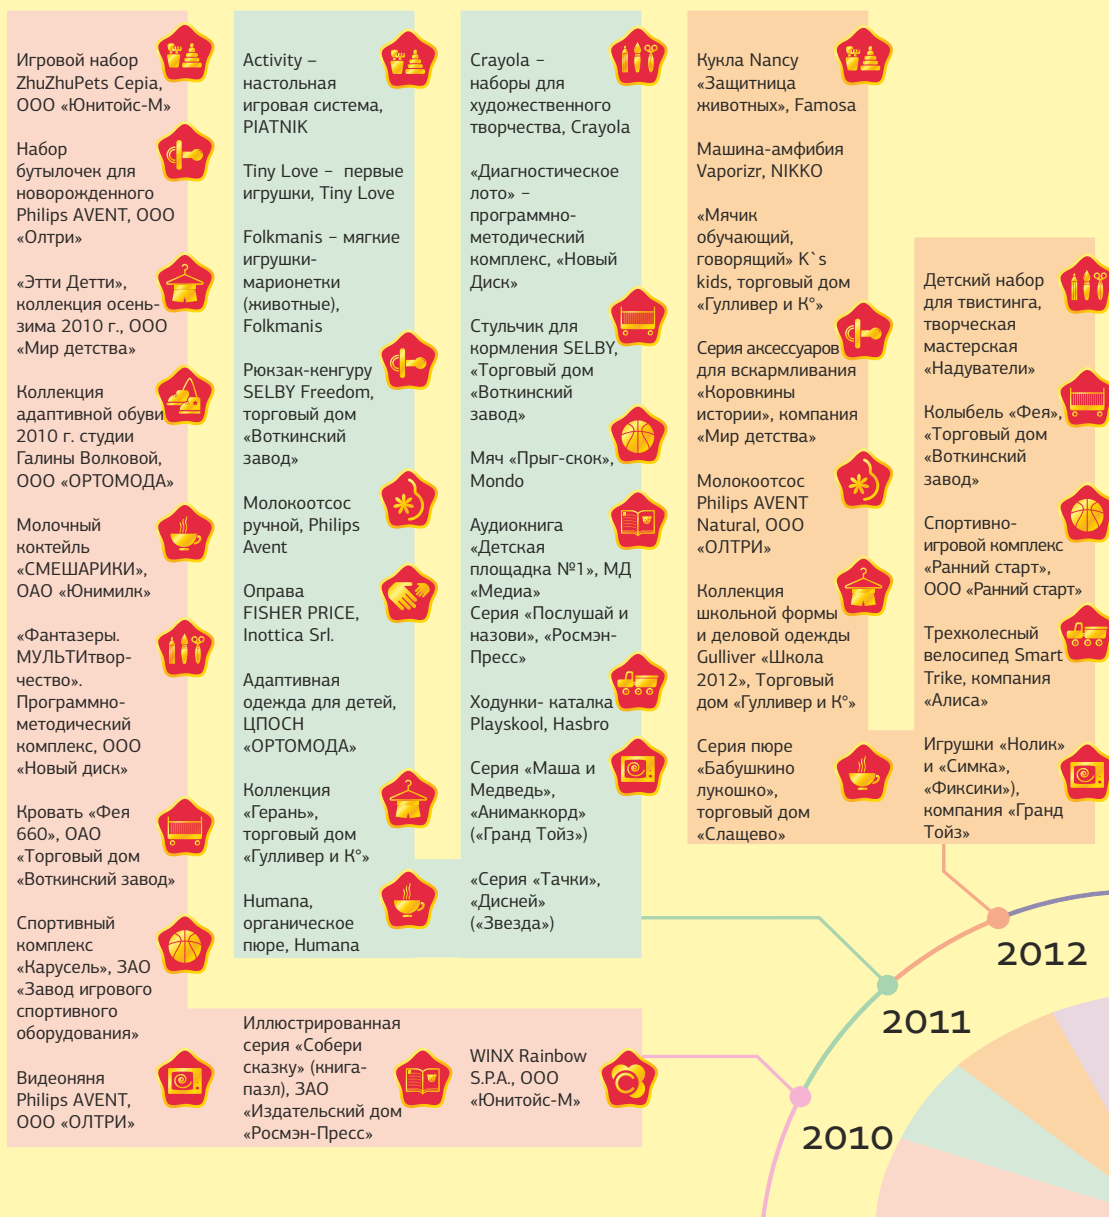 Игровой набор
ZhuZhuPets Cepia,
ООО «Юнитойс-М»
Набор
бутылочек для
новорожденного
Philips AVENT, ООО
«Олтри»
«Этти Детти»,
коллекция осень-
зима 2010 г., ООО
«Мир детства»
Коллекция
адаптивной обуви
2010 г. студии
Галины Волковой,
ООО «ОРТОМОДА»
Молочный
коктейль
«СМЕШАРИКИ»,
ОАО «Юнимилк»
«Фантазеры.
МУЛЬТИтвор-
чество».
Программно-
методический
комплекс, ООО
«Новый диск»
Кровать «Фея
660», ОАО
«Торговый дом
«Воткинский завод»
Спортивный
комплекс
«Карусель», ЗАО
«Завод игрового
спортивного
оборудования»
Видеоняня
Philips AVENT,
ООО «ОЛТРИ»
Иллюстрированная
серия «Собери
сказку» (книга-
пазл), ЗАО
«Издательский дом
«Росмэн-Пресс»
WINX Rainbow
S.P.A., ООО
«Юнитойс-М»
2010
Activity –
настольная
игровая система,
PIATNIK
Tiny Love – первые
игрушки, Tiny Love
Folkmanis – мягкие
игрушки-
марионетки
(животные),
Folkmanis
Рюкзак-кенгуру
SELBY Freedom,
торговый дом
«Воткинский
завод»
Молокоотсос
ручной, Philips
Avent
Оправа
FISHER PRICE,
Inottica Srl.
Адаптивная
одежда для детей,
ЦПОСН
«ОРТОМОДА»
Коллекция
«Герань»,
торговый дом
«Гулливер и К°»
Humana,
органическое
пюре, Humana
Crayola –
наборы для
художественного
творчества, Crayola
«Диагностическое
лото» –
программно-
методический
комплекс, «Новый
Диск»
Стульчик для
кормления SELBY,
«Торговый дом
«Воткинский
завод»
Мяч «Прыг-скок»,
Mondo
Аудиокнига
«Детская
площадка №1», МД
«Медиа»
Серия «Послушай и
назови», «Росмэн-
Пресс»
Ходунки- каталка
Playskool, Hasbro
Серия «Маша и
Медведь»,
«Анимаккорд»
(«Гранд Тойз»)
«Серия «Тачки»,
«Дисней»
(«Звезда»)
2011
Кукла Nancy
«Защитница
животных», Famosa
Машина-амфибия
Vaporizr, NIKKO
«Мячик
обучающий,
говорящий» K`s
kids, торговый дом
«Гулливер и К°»
Серия аксессуаров
для вскармливания
«Коровкины
истории», компания
«Мир детства»
Молокоотсос
Philips AVENT
Natural, ООО
«ОЛТРИ»
Коллекция
школьной формы
и деловой одежды
Gulliver «Школа
2012», Торговый
дом «Гулливер и К°»
Серия пюре
«Бабушкино
лукошко»,
торговый дом
«Слащево»
Детский набор
для твистинга,
творческая
мастерская
«Надуватели»
Колыбель «Фея»,
«Торговый дом
«Воткинский
завод»
Спортивно-
игровой комплекс
«Ранний старт»,
ООО «Ранний старт»
Трехколесный
велосипед Smart
Trike, компания
«Алиса»
Игрушки «Нолик»
и «Симка»,
«Фиксики»),
компания «Гранд
Тойз»
2012